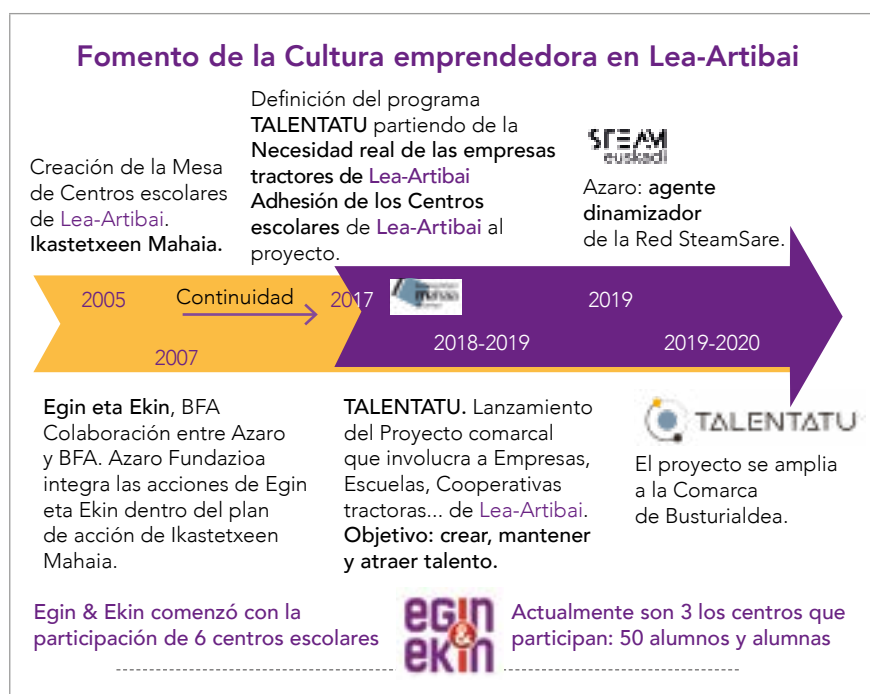 Fomento de la Cultura emprendedora en Lea-Artibai
Creación de la Mesa
de Centros escolares
de Lea-Artibai.
Ikastetxeen Mahaia.
Definición del programa
TALENTATU partiendo de la
Necesidad real de las empresas
tractores de Lea-Artibai
Adhesión de los Centros
escolares de Lea-Artibai al
proyecto.
STEAM
euskadi
Azaro: agente
dinamizador
de la Red SteamSare.
2005
Continuidad
2017
mahaia
2019
2007
2018-2019
2019-2020
Egin eta Ekin, BFA
Colaboración entre Azaro
y BFA. Azaro Fundazioa
integra las acciones de Egin
eta Ekin dentro del plan
de acción de Ikastetxeen
Mahaia.
TALENTATU. Lanzamiento
del Proyecto comarcal
que involucra a Empresas,
Escuelas, Cooperativas
tractoras... de Lea-Artibai.
Objetivo: crear, mantener
y atraer talento.
TALENTATU
El proyecto se amplia
a la Comarca
de Busturialdea.
Egin & Ekin comenzó con la
participación de 6 centros escolares
egin
&
ekin
Actualmente son 3 los centros que
participan: 50 alumnos y alumnas